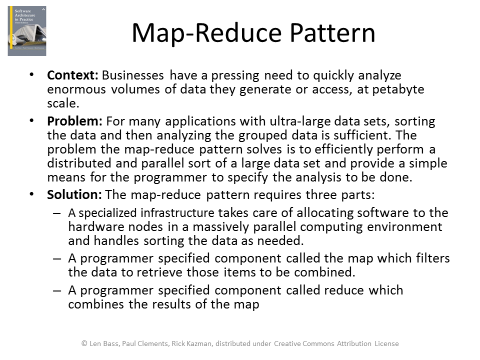 Map-Reduce Pattern
• Context: Businesses have a pressing need to quickly analyze
enormous volumes of data they generate or access, at petabyte
scale.
• Problem: For many applications with ultra-large data sets, sorting
the data and then analyzing the grouped data is sufficient. The
problem the map-reduce pattern solves is to efficiently perform a
distributed and parallel sort of a large data set and provide a simple
means for the programmer to specify the analysis to be done.
• Solution: The map-reduce pattern requires three parts:
– A specialized infrastructure takes care of allocating software to the
hardware nodes in a massively parallel computing environment
and handles sorting the data as needed.
– A programmer specified component called the map which filters
the data to retrieve those items to be combined.
– A programmer specified component called reduce which
combines the results of the map
© Len Bass, Paul Clements, Rick Kazman, distributed under Creative Commons Attribution License